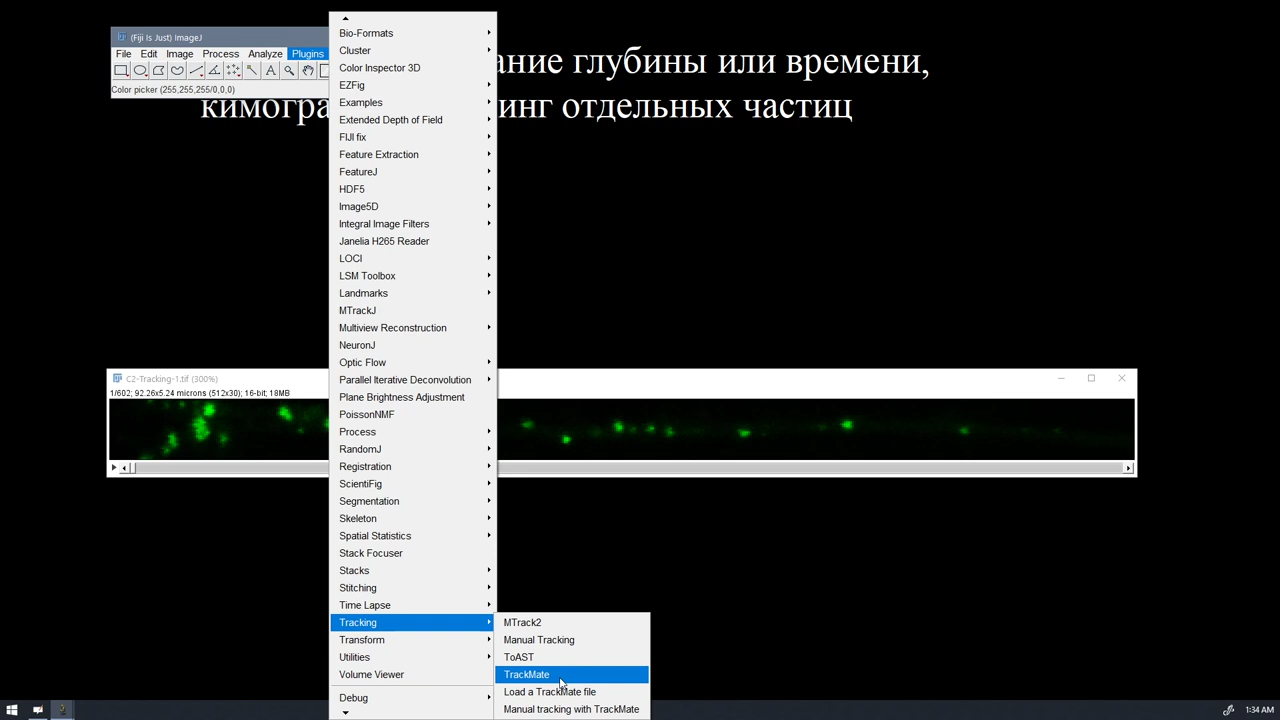 (Fiji Is Just) ImageJ
File Edit Image Process Analyze Plugins
Color picker (255,255,255/0,0,0)
ание глубины или времени,
кимогра
инг отдельных частиц
Bio-Formats
Cluster
Color Inspector 3D
EZFig
Examples
Extended Depth of Field
FIJI fix
Feature Extraction
FeatureJ
HDF5
Image5D
Integral Image Filters
Janelia H265 Reader
LOCI
LSM Toolbox
Landmarks
MTrackJ
Multiview Reconstruction
NeuronJ
Optic Flow
Parallel Iterative Deconvolution
Plane Brightness Adjustment
PoissonNMF
Process
RandomJ
Registration
ScientiFig
Segmentation
Skeleton
Spatial Statistics
Stack Focuser
Stacks
Stitching
Time Lapse
Tracking
Transform
Utilities
Volume Viewer
Debug
MTrack2
Manual Tracking
ToAST
TrackMate
Load a TrackMate file
Manual tracking with TrackMate
C2-Tracking-1.tif (300%)
1/602; 92.26x5.24 microns (512x30); 16-bit; 18MB
1:34 AM